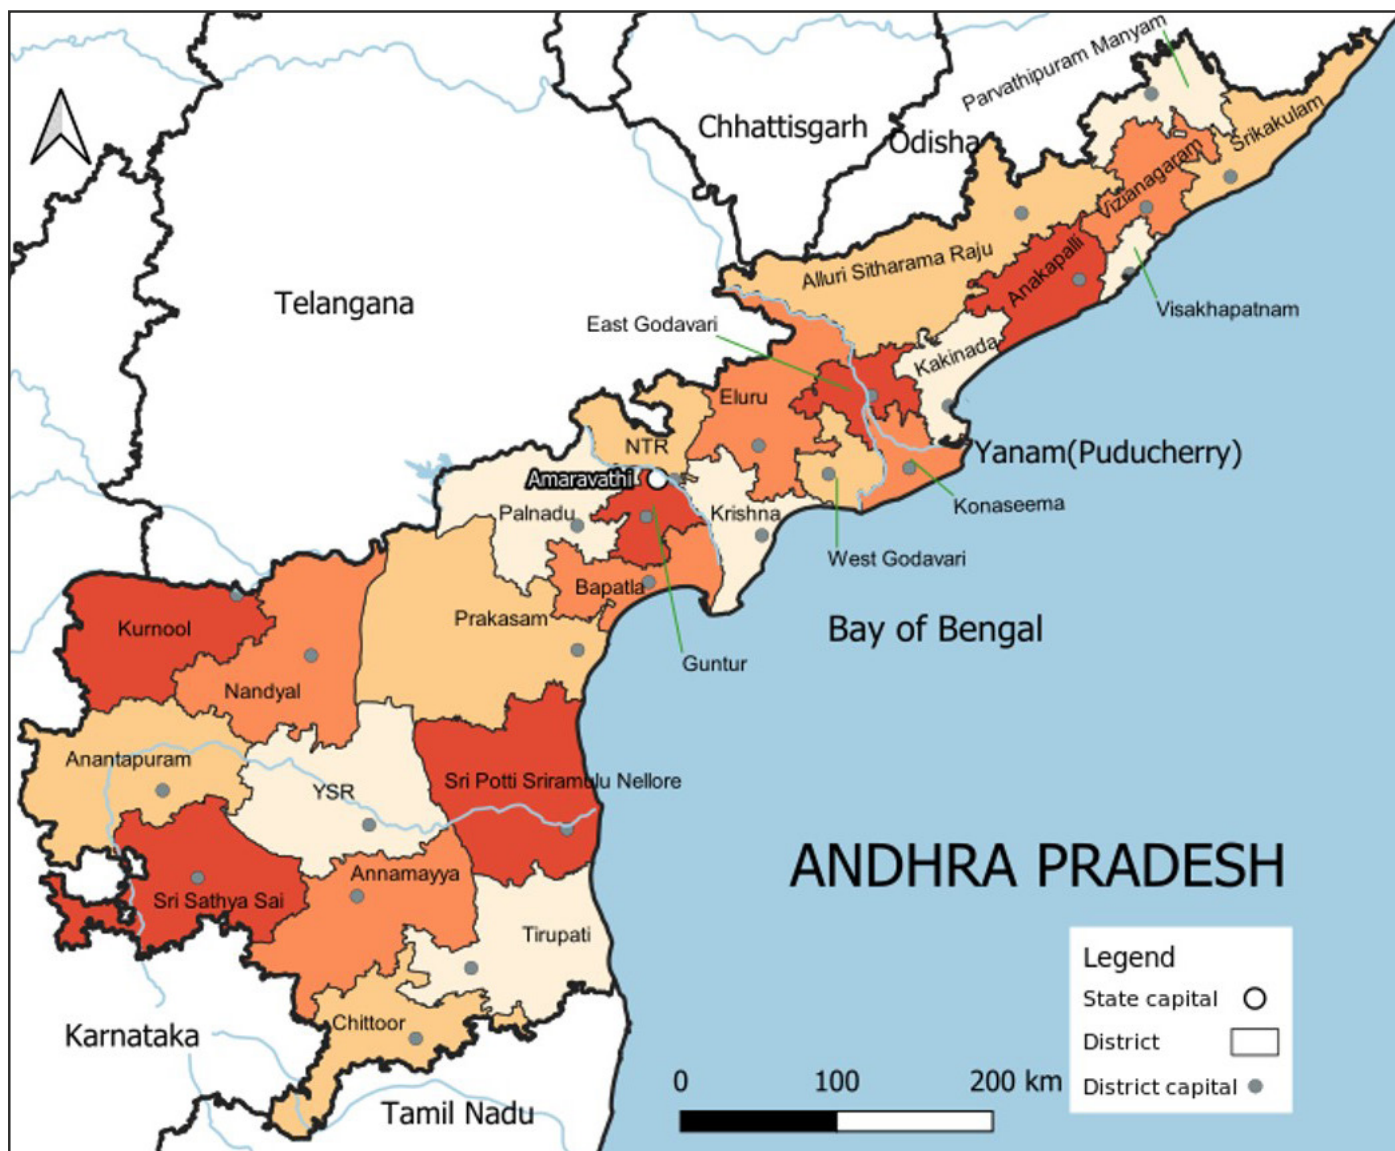 Parvathipuram Manyam
Chhattisgarh
Odisha
Srikakulam
Vizianagaram
Alluri Sitharama Raju
Anakapalli
Visakhapatnam
Telangana
East Godavari
Kakinada
Eluru
NTR
Yanam(Puducherry)
Amaravathi
Konaseema
Palnadu
Krishna
West Godavari
Bapatla
Prakasam
Kurnool
Bay of Bengal
Guntur
Nandyal
Anantapuram
YSR
Sri Potti Sriramulu Nellore
ANDHRA PRADESH
Annamayya
Sri Sathya Sai
Tirupati
Chittoor
Karnataka
Tamil Nadu
Legend
State capital
District
District capital
0 100 200 km